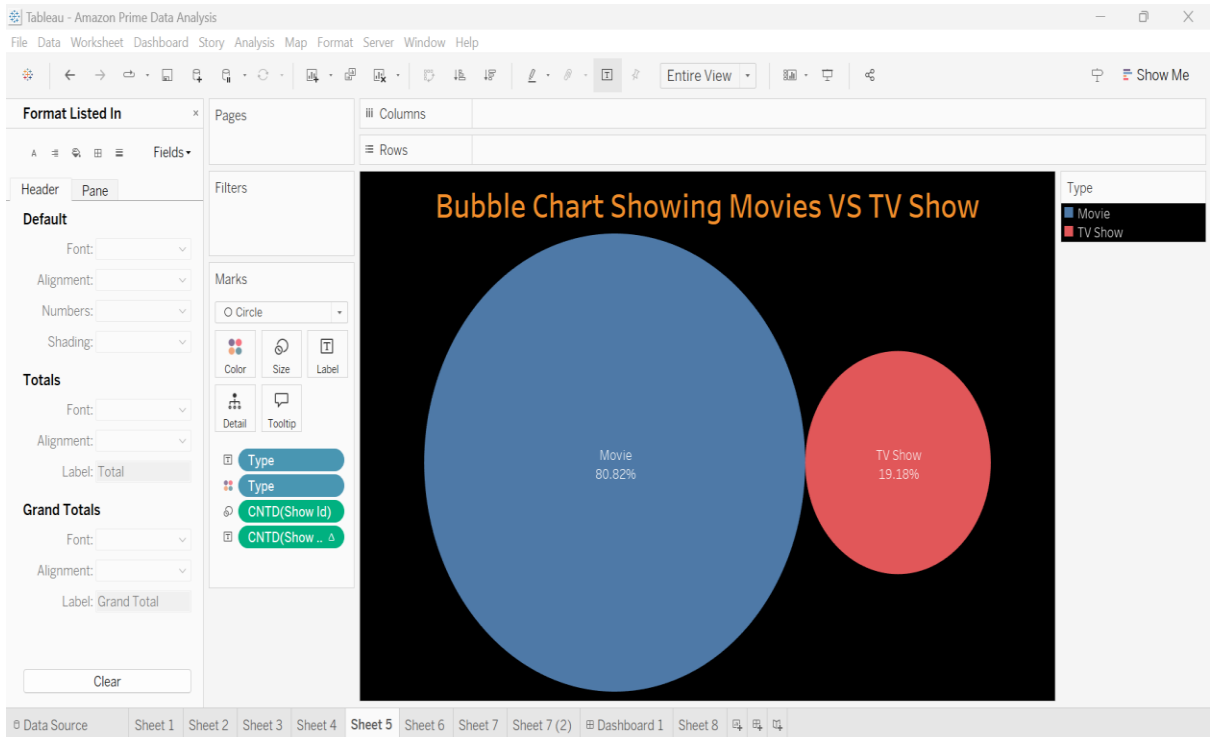 Tableau - Amazon Prime Data Analysis
File Data Worksheet Dashboard Story Analysis Map Format Server Window Help
Entire View
Show Me
Format Listed In
Fields
Header Pane
Default
Font:
Alignment:
Numbers:
Shading:
Totals
Font:
Alignment:
Label: Total
Grand Totals
Font:
Alignment:
Label: Grand Total
Clear
Pages
Filters
Marks
Circle
Color Size Label
Detail Tooltip
Type
Type
CNTD(Show Id)
CNTD(Show ..
Columns
Rows
Bubble Chart Showing Movies VS TV Show
Movie
80.82%
TV Show
19.18%
Type
Movie
TV Show
Data Source Sheet 1 Sheet 2 Sheet 3 Sheet 4 Sheet 5 Sheet 6 Sheet 7 Sheet 7 (2) Dashboard 1 Sheet 8